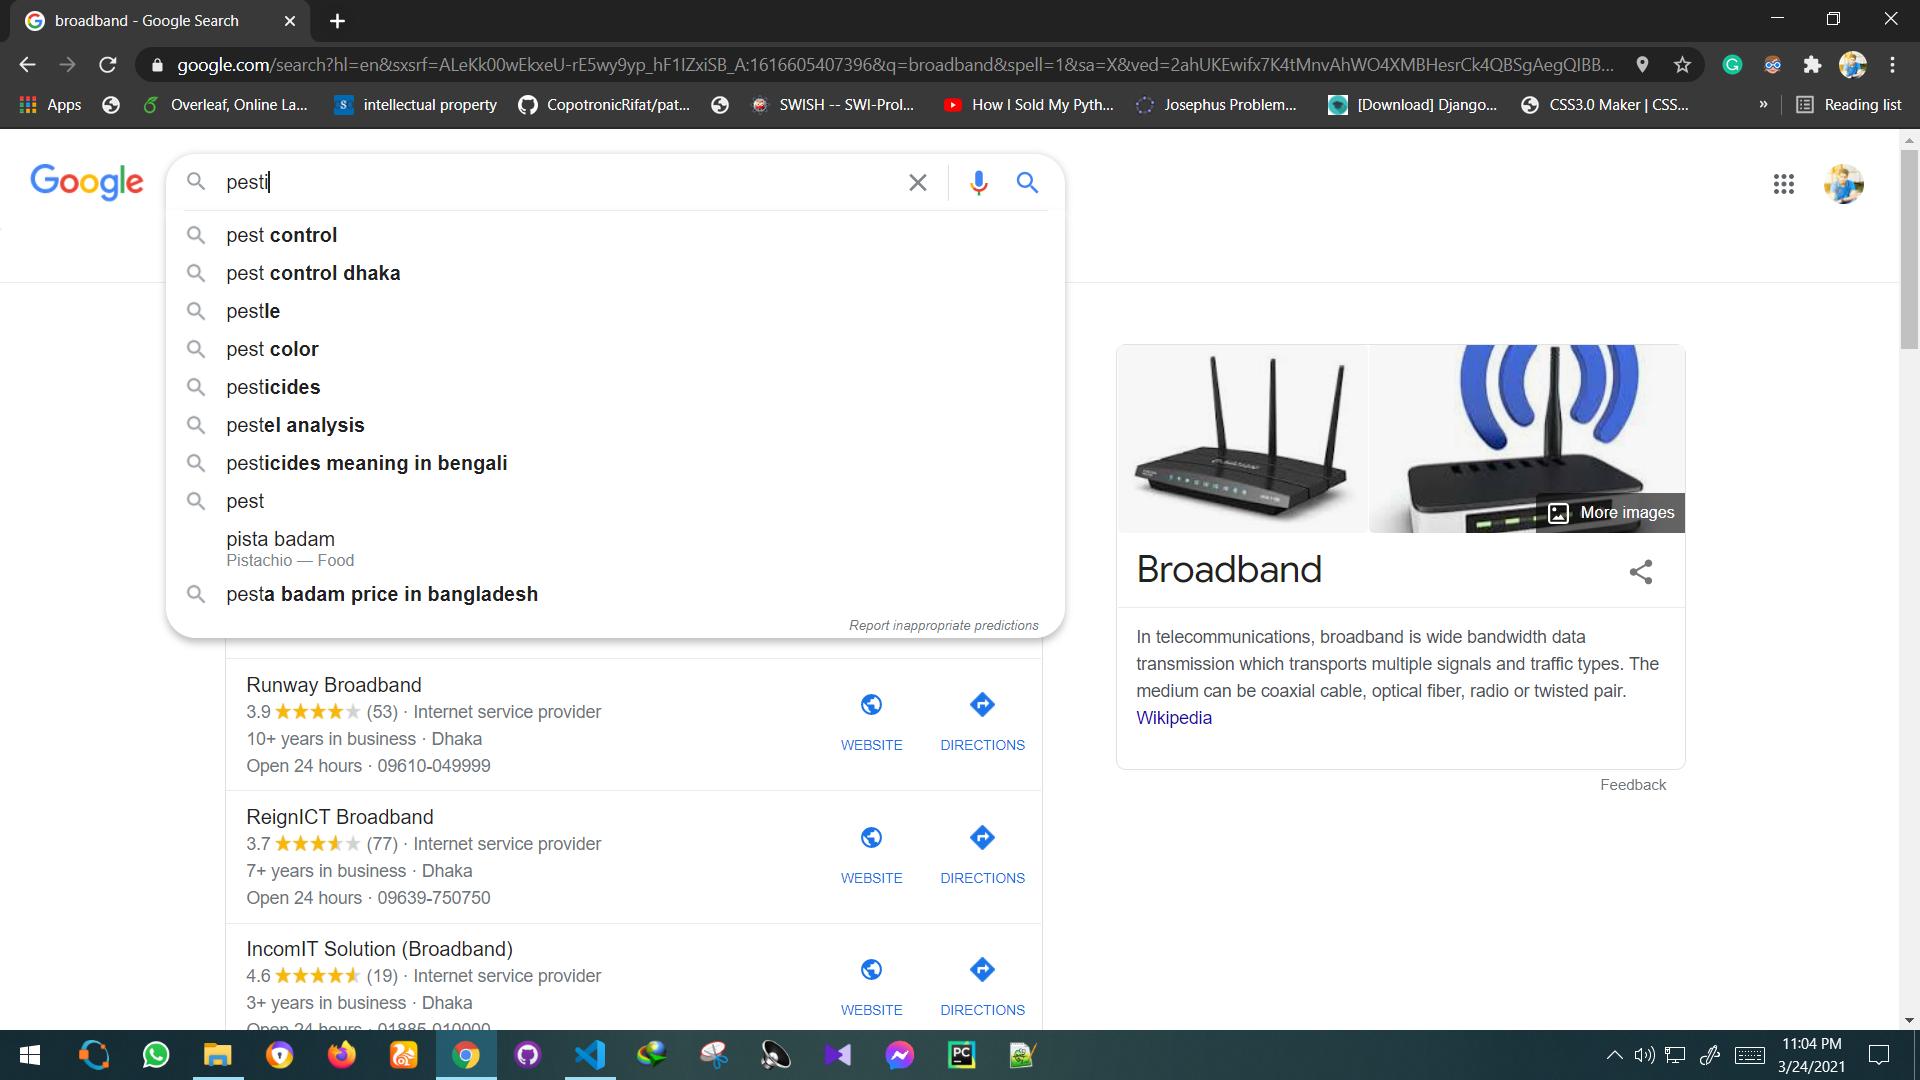 broadband - Google Search
google.com/search?hl=en&sxsrf=ALeKk00wEkxeU-rE5wy9yp_hF1IZxiSB_A:1616605407396&q=broadband&spell=1&sa=X&ved=2ahUKEwifx7K4tMnvAhWO4XMBHesrCk4QBSgAegQIBB...
Apps
Overleaf, Online La...
intellectual property
CopotronicRifat/pat...
SWISH -- SWI-Prol...
How I Sold My Pyth...
Josephus Problem...
[Download] Django...
CSS3.0 Maker | CSS...
»
Reading list
Google
pesti
pest control
pest control dhaka
pestle
pest color
pesticides
pestel analysis
pesticides meaning in bengali
pest
pista badam
Pistachio — Food
pesta badam price in bangladesh
Report inappropriate predictions
Runway Broadband
3.9 (53) · Internet service provider
10+ years in business · Dhaka
Open 24 hours · 09610-049999
WEBSITE
DIRECTIONS
ReignICT Broadband
3.7 (77) · Internet service provider
7+ years in business · Dhaka
Open 24 hours · 09639-750750
WEBSITE
DIRECTIONS
IncomIT Solution (Broadband)
4.6 (19) · Internet service provider
3+ years in business · Dhaka
Open 24 hours · 01885-010000
WEBSITE
DIRECTIONS
More images
Broadband
In telecommunications, broadband is wide bandwidth data
transmission which transports multiple signals and traffic types. The
medium can be coaxial cable, optical fiber, radio or twisted pair.
Wikipedia
Feedback
PC
11:04 PM
3/24/2021